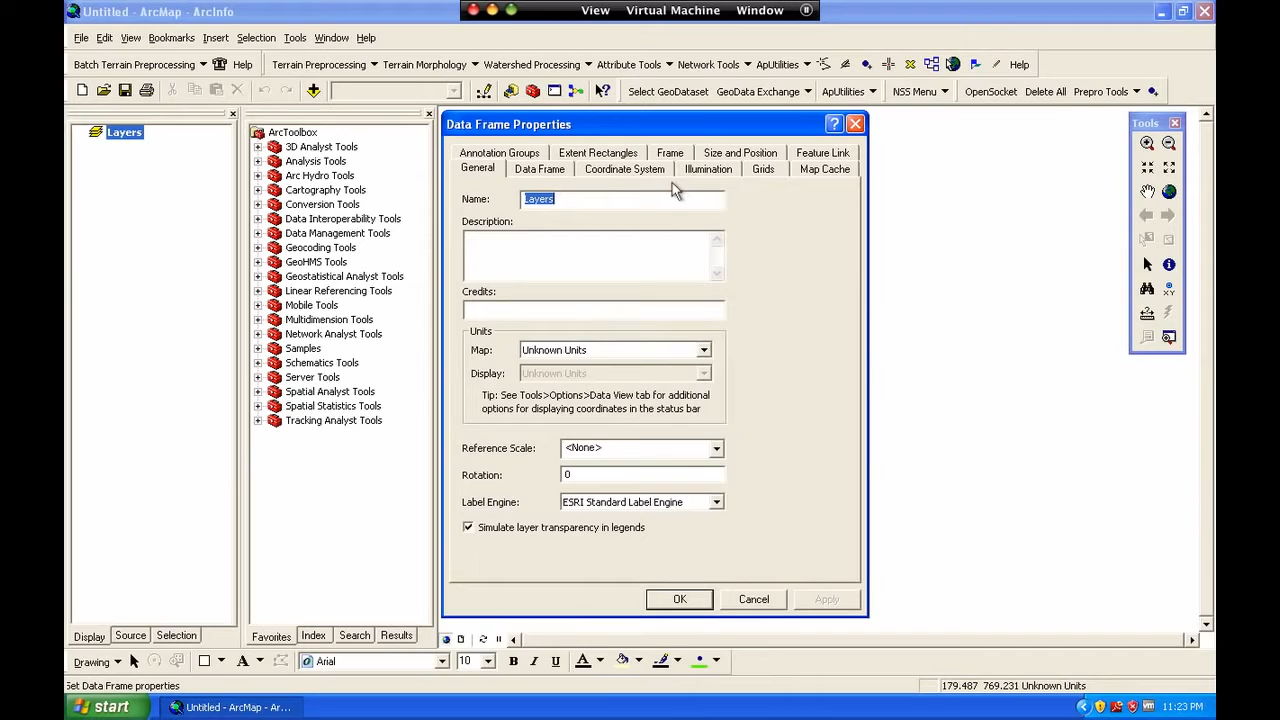 View Virtual Machine Window
Untitled - ArcMap - ArcInfo
File Edit View Bookmarks Insert Selection Tools Window Help
Batch Terrain Preprocessing Help Terrain Preprocessing Terrain Morphology Watershed Processing Attribute Tools Network Tools ApUtilities Help
Select GeoDataset GeoData Exchange ApUtilities NSS Menu OpenSocket Delete All Prepro Tools
Layers
ArcToolbox
3D Analyst Tools
Analysis Tools
Arc Hydro Tools
Cartography Tools
Conversion Tools
Data Interoperability Tools
Data Management Tools
Geocoding Tools
GeoHMS Tools
Geostatistical Analyst Tools
Linear Referencing Tools
Mobile Tools
Multidimension Tools
Network Analyst Tools
Samples
Schematics Tools
Server Tools
Spatial Analyst Tools
Spatial Statistics Tools
Tracking Analyst Tools
Data Frame Properties
Annotation Groups Extent Rectangles Frame Size and Position Feature Link
General Data Frame Coordinate System Illumination Grids Map Cache
Name: Layers
Description:
Credits:
Units
Map: Unknown Units
Display: Unknown Units
Tip: See Tools>Options>Data View tab for additional
options for displaying coordinates in the status bar
Reference Scale: <None>
Rotation: 0
Label Engine: ESRI Standard Label Engine
Simulate layer transparency in legends
OK Cancel Apply
Tools
Display Source Selection
Favorites Index Search Results
Drawing A Arial 10 B I U A
Set Data Frame properties
179.487 769.231 Unknown Units
start Untitled - ArcMap - Ar... 11:23 PM